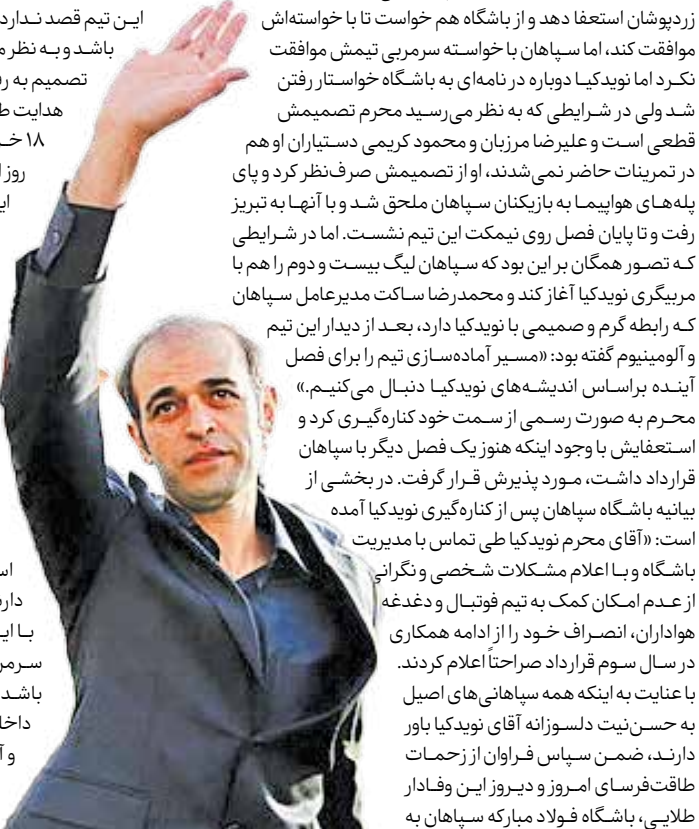 زردپوشان استعفا دهد و از باشگاه هم خواست تا با خواسته‌اش
موافقت کند، اما سپاهان با خواسته سرمربی تیمش موافقت
نکرد اما نویدکیا دوباره در نامه‌ای به باشگاه خواستار رفتن
شد ولی در شرایطی که به نظر می‌رسید محرم تصمیمش
قطعی است و علیرضا مرزبان و محمود کریمی دستیاران او هم
در تمرینات حاضر نمی‌شدند، او از تصمیمش صرف‌نظر کرد و پای
پله‌های هواپیما به بازیکنان سپاهان ملحق شد و با آنها به تبریز
رفت و تا پایان فصل روی نیمکت این تیم نشست. اما در شرایطی
که تصور همگان بر این بود که سپاهان لیگ بیست و دوم را هم با
مربیگری نویدکیا آغاز کند و محمدرضا ساکت مدیرعامل سپاهان
که رابطه گرم و صمیمی با نویدکیا دارد، بعد از دیدار این تیم
و آلومینیوم گفته بود: «مسیر آماده‌سازی تیم را برای فصل
آینده براساس اندیشه‌های نویدکیا دنبال می‌کنیم.»
محرم به صورت رسمی از سمت خود کناره‌گیری کرد و
استعفایش با وجود اینکه هنوز یک فصل دیگر با سپاهان
قرارداد داشت، مورد پذیرش قرار گرفت. در بخشی از
بیانیه باشگاه سپاهان پس از کناره‌گیری نویدکیا آمده
است: «آقای محرم نویدکیا طی تماس با مدیریت
باشگاه و با اعلام مشکلات شخصی و نگرانی
از عدم امکان کمک به تیم فوتبال و دغدغه
هواداران، انصراف خود را از ادامه همکاری
در سال سوم قرارداد صراحتاً اعلام کردند.
با عنایت به اینکه همه سپاهانی‌های اصیل
به حسن‌نیت دلسوزانه آقای نویدکیا باور
دارند، ضمن سپاس فراوان از زحمات
طاقت‌فرسای امروز و دیروز این وفادار
طلایی، باشگاه فولاد مبارکه سپاهان به
این تیم قصد ندارد
باشد و به نظر
تصمیم به
هدایت
۱۸
روز
سرمر
باشد
داخل